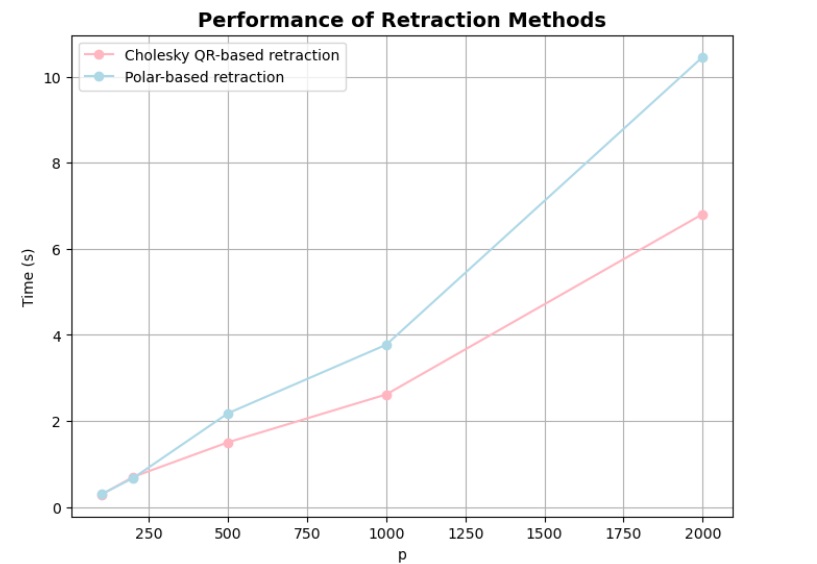 Performance of Retraction Methods
Cholesky QR-based retraction
Polar-based retraction
10
8
6
4
2
0
Time (s)
250 500 750 1000 1250 1500 1750 2000
p